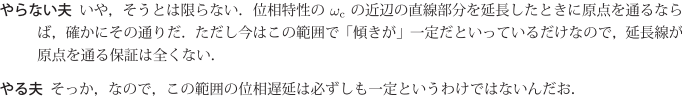 やらない夫 いや，そうとは限らない．位相特性の ωc の近辺の直線部分を延長したときに原点を通るなら
ば，確かにその通りだ．ただし今はこの範囲で「傾きが」一定だといっているだけなので，延長線が
原点を通る保証は全くない．
やる夫 そっか，なので，この範囲の位相遅延は必ずしも一定というわけではないんだお．